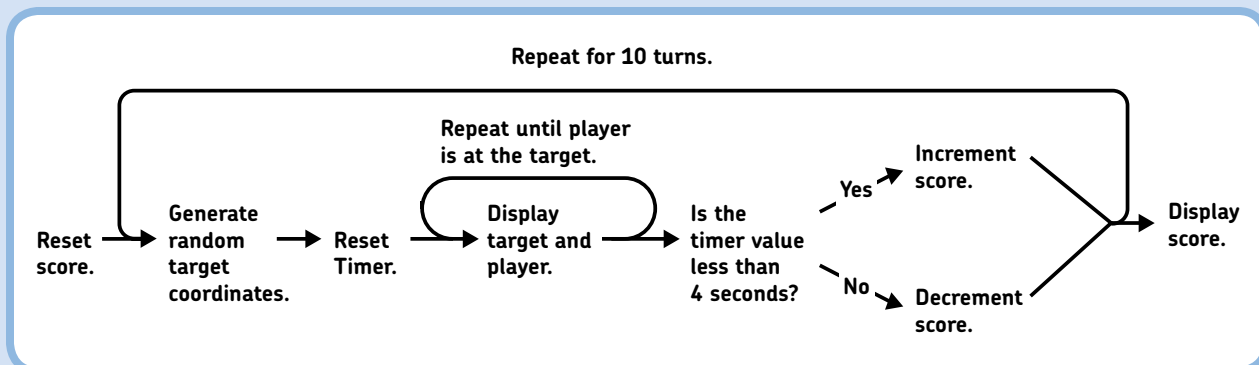 Repeat for 10 turns.
Repeat until player
is at the target.
Reset
score.
Generate
random
target
coordinates.
Reset
Timer.
Display
target and
player.
Is the
timer value
less than
4 seconds?
Yes
Increment
score.
No
Decrement
score.
Display
score.